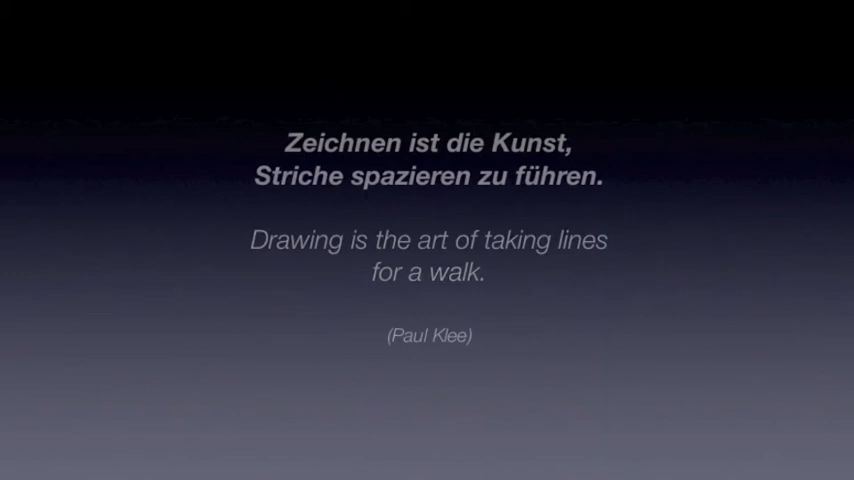 Zeichnen ist die Kunst,
Striche spazieren zu führen.
Drawing is the art of taking lines
for a walk.
(Paul Klee)